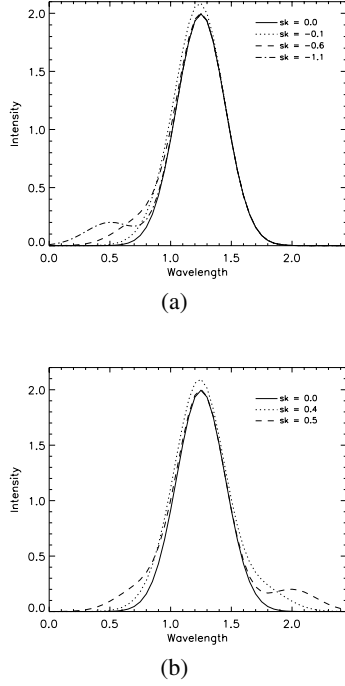 2.0
1.5
1.0
0.5
0.0
Intensity
sk = 0.0
sk = -0.1
sk = -0.6
sk = -1.1
0.0 0.5 1.0 1.5 2.0
Wavelength
(a)
2.0
1.5
1.0
0.5
0.0
Intensity
sk = 0.0
sk = 0.4
sk = 0.5
0.0 0.5 1.0 1.5 2.0
Wavelength
(b)